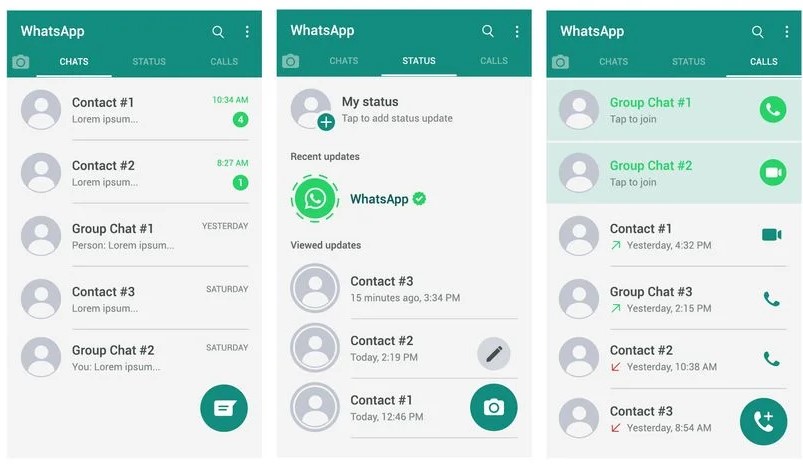 WhatsApp
CHATS STATUS CALLS
Contact #1 10:34 AM
Lorem ipsum... 4
Contact #2 8:27 AM
Lorem ipsum... 1
Group Chat #1 YESTERDAY
Person: Lorem ipsum...
Contact #3 SATURDAY
Lorem ipsum...
Group Chat #2 SATURDAY
You: Lorem ipsum...
WhatsApp
CHATS STATUS CALLS
My status
Tap to add status update
Recent updates
WhatsApp
Viewed updates
Contact #3
15 minutes ago, 3:34 PM
Contact #2
Today, 2:19 PM
Contact #1
Today, 12:46 PM
WhatsApp
CHATS STATUS CALLS
Group Chat #1
Tap to join
Group Chat #2
Tap to join
Contact #1
Yesterday, 4:32 PM
Group Chat #3
Yesterday, 2:15 PM
Contact #2
Yesterday, 10:38 AM
Contact #3
Yesterday, 8:54 AM